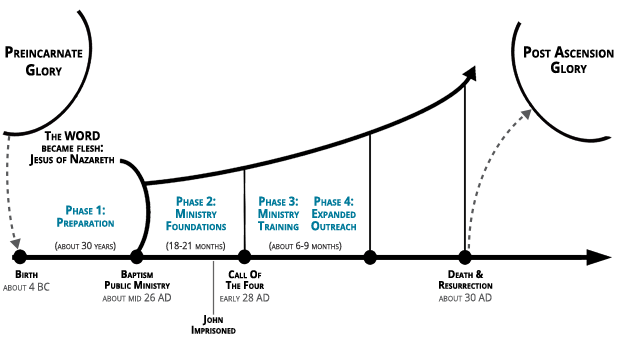 PREINCARNATE
GLORY
POST ASCENSION
GLORY
THE WORD
BECAME FLESH:
JESUS OF NAZARETH
PHASE 1:
PREPARATION
(ABOUT 30 YEARS)
PHASE 2:
MINISTRY
FOUNDATIONS
(18-21 MONTHS)
PHASE 3:
MINISTRY
TRAINING
PHASE 4:
EXPANDED
OUTREACH
(ABOUT 6-9 MONTHS)
BIRTH
ABOUT 4 BC
BAPTISM
PUBLIC MINISTRY
ABOUT MID 26 AD
JOHN
IMPRISONED
CALL OF
THE FOUR
EARLY 28 AD
DEATH &
RESURRECTION
ABOUT 30 AD